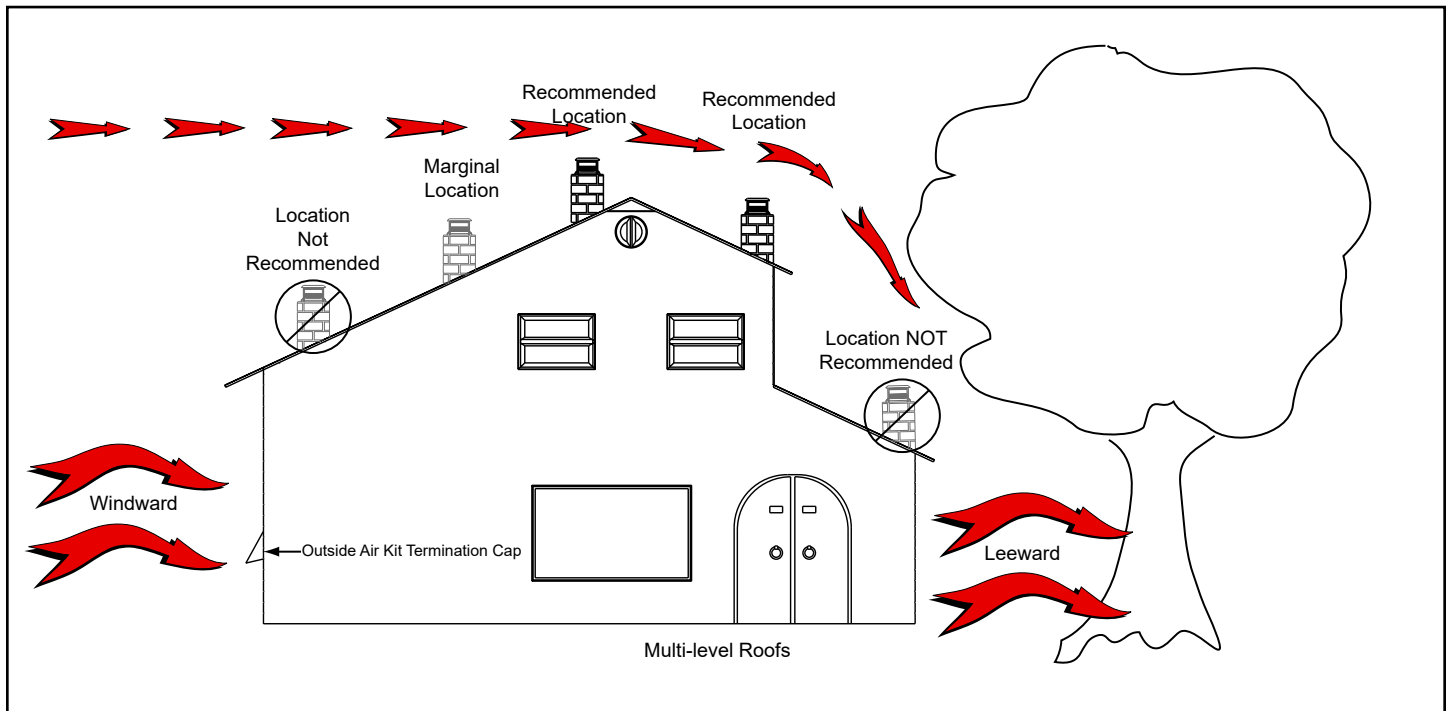 Recommended
Location
Recommended
Location
Marginal
Location
Location
Not
Recommended
Location NOT
Recommended
Windward
Outside Air Kit Termination Cap
Leeward
Multi-level Roofs